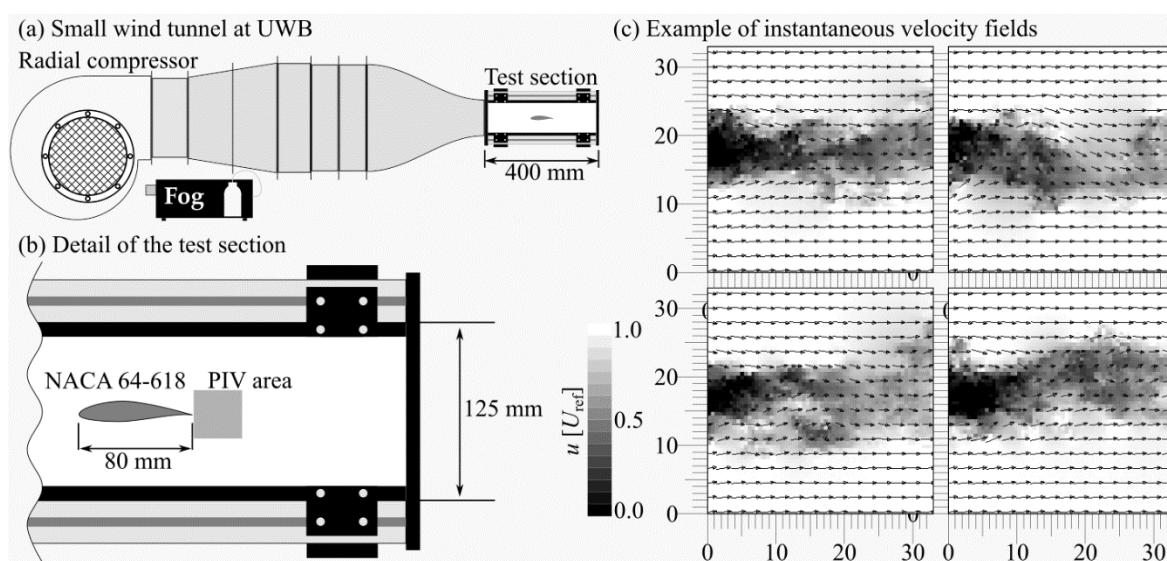 (a) Small wind tunnel at UWB
Radial compressor
Test section
400 mm
Fog
(b) Detail of the test section
NACA 64-618
PIV area
125 mm
80 mm
(c) Example of instantaneous velocity fields
30
20
10
0
0
30
20
10
0
0
0 10 20 30
0 10 20 30
1.0
0.5
0.0
u [Uref]